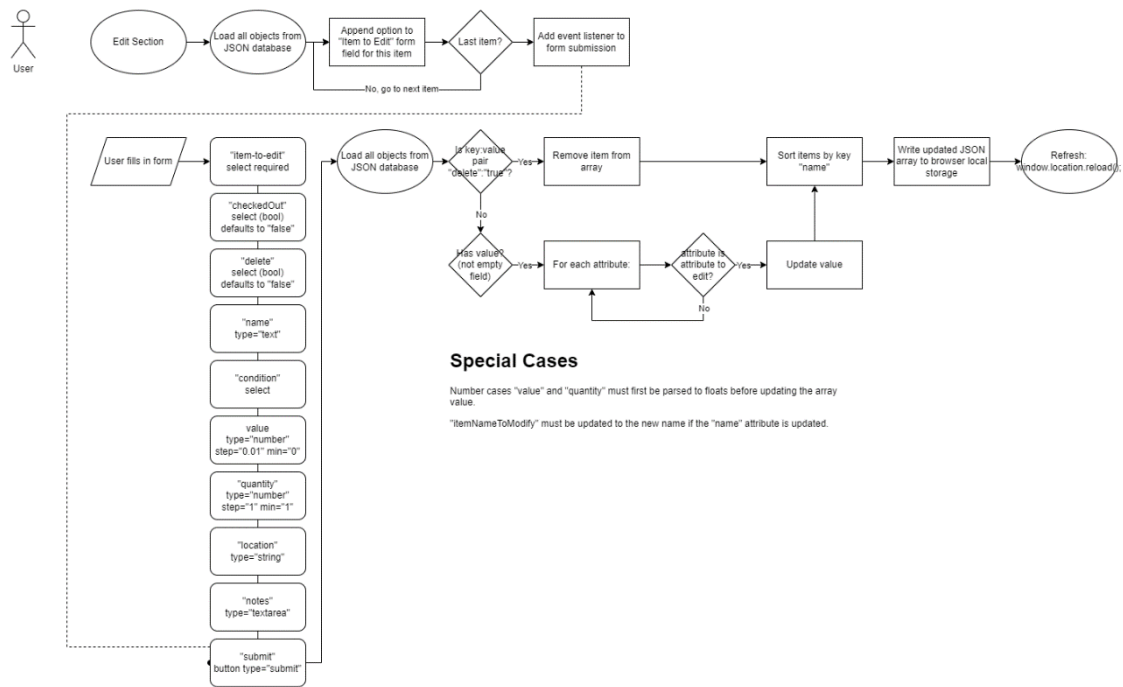 User
Edit Section
Load all objects from
JSON database
Append option to
"Item to Edit" form
field for this item
Last item?
Add event listener to
form submission
No, go to next item
User fills in form
"item-to-edit"
select required
"checkedOut"
select (bool)
defaults to "false"
"delete"
select (bool)
defaults to "false"
"name"
type="text"
"condition"
select
value
type="number"
step="0.01" min="0"
"quantity"
type="number"
step="1" min="1"
"location"
type="string"
"notes"
type="textarea"
"submit"
button type="submit"
Load all objects from
JSON database
Is key:value
pair
"delete":"true"?
Yes
Remove item from
array
Sort items by key
"name"
Write updated JSON
array to browser local
storage
Refresh:
window.location.reload();
No
Has value?
(not empty
field)
Yes
For each attribute:
attribute is
attribute to
edit?
Yes
Update value
No
Special Cases
Number cases "value" and "quantity" must first be parsed to floats before updating the array
value.
"itemNameToModify" must be updated to the new name if the "name" attribute is updated.